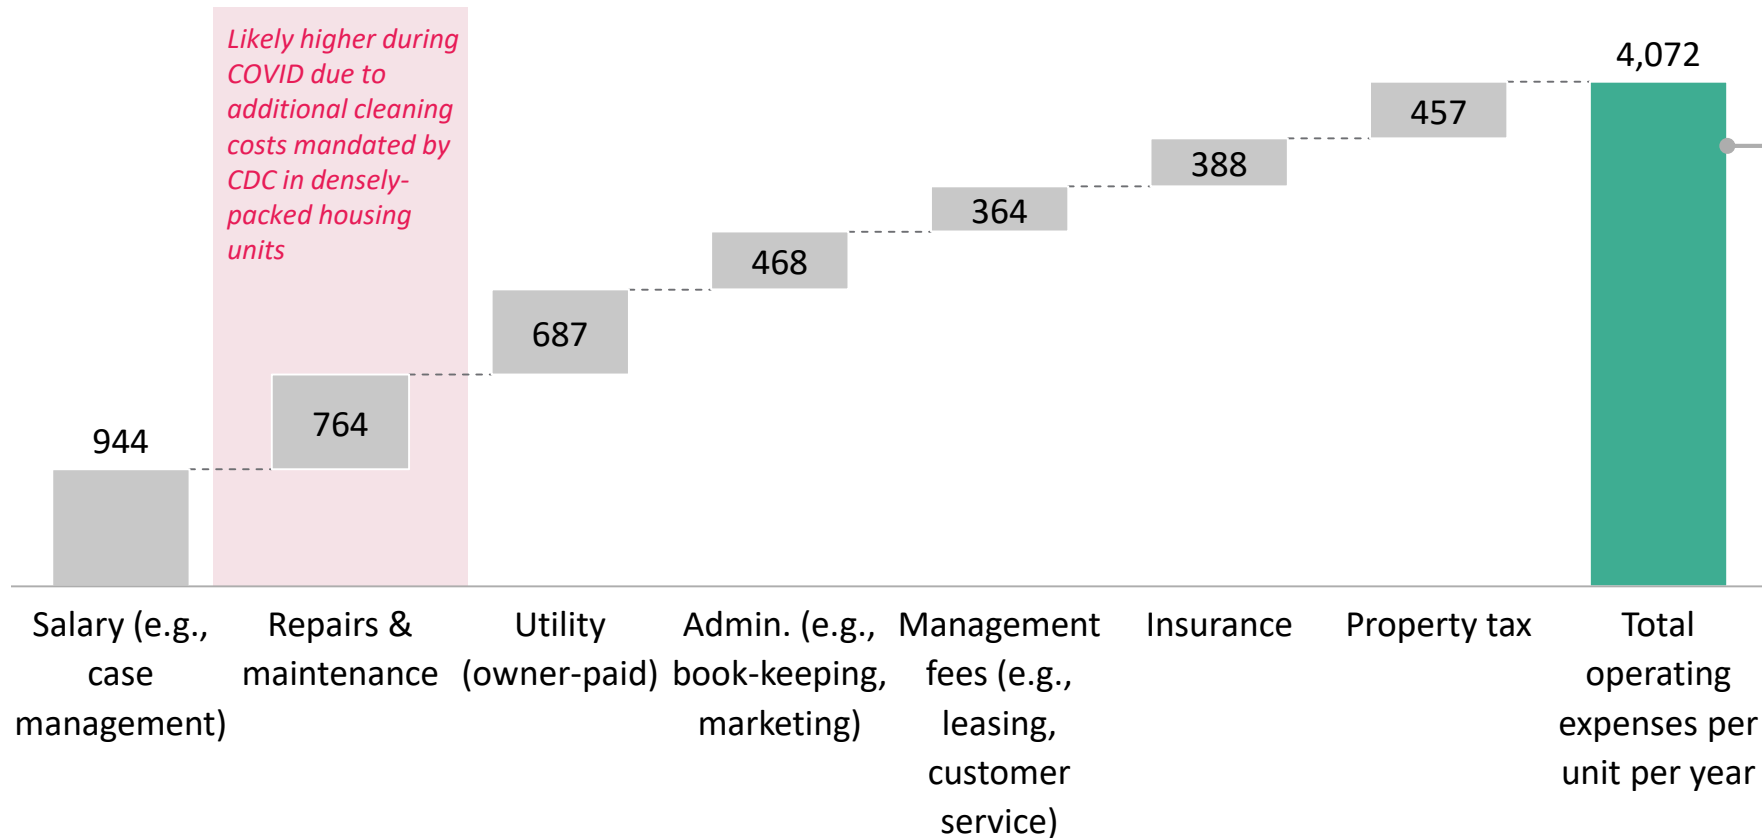 Likely higher during
COVID due to
additional cleaning
costs mandated by
CDC in densely-
packed housing
units
944
764
687
468
364
388
457
4,072
Salary (e.g.,
case
management)
Repairs &
maintenance
Utility
(owner-paid)
Admin. (e.g.,
book-keeping,
marketing)
Management
fees (e.g.,
leasing,
customer
service)
Insurance
Property tax
Total
operating
expenses per
unit per year